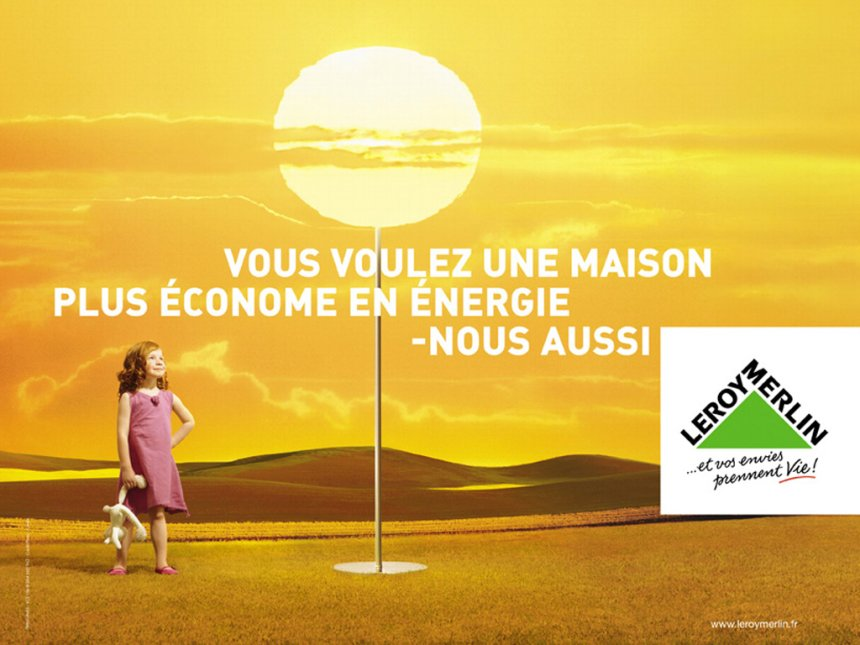 VOUS VOULEZ UNE MAISON
PLUS ÉCONOME EN ÉNERGIE
-NOUS AUSSI
LEROY MERLIN
...et vos envies
prennent Vie!
www.leroymerlin.fr